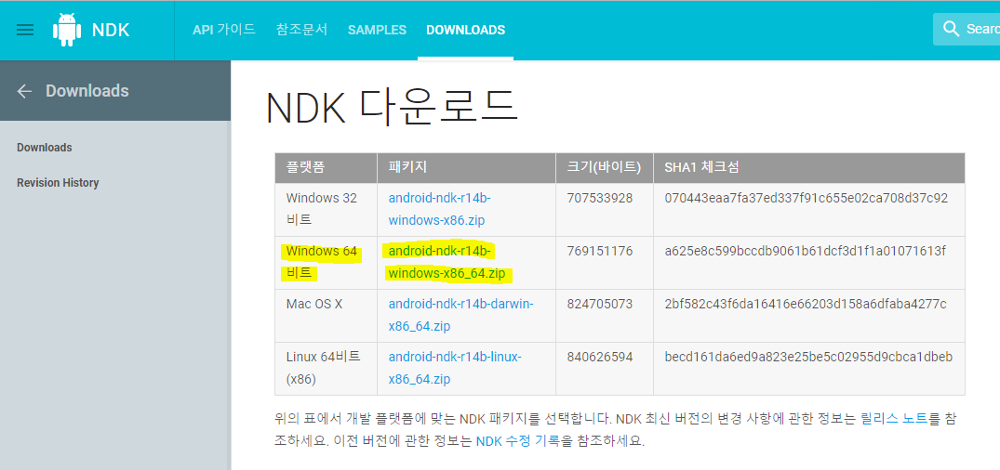 NDK
API 가이드
참조문서
SAMPLES
DOWNLOADS
Searc
Downloads
Downloads
Revision History
NDK 다운로드
플랫폼 패키지 크기(바이트) SHA1 체크섬
Windows 32 android-ndk-r14b- 707533928 070443eaa7fa37ed337f91c655e02ca708d37c92
비트 windows-x86.zip
Windows 64 android-ndk-r14b- 769151176 a625e8c599bccdb9061b61dcf3d1f1a01071613f
비트 windows-x86_64.zip
Mac OS X android-ndk-r14b-darwin- 824705073 2bf582c43f6da16416e66203d158a6dfaba4277c
x86_64.zip
Linux 64비트 android-ndk-r14b-linux- 840626594 becd161da6ed9a823e25be5c02955d9cbca1dbeb
(x86) x86_64.zip
위의 표에서 개발 플랫폼에 맞는 NDK 패키지를 선택합니다. NDK 최신 버전의 변경 사항에 관한 정보는 릴리스 노트를 참
조하세요. 이전 버전에 관한 정보는 NDK 수정 기록을 참조하세요.